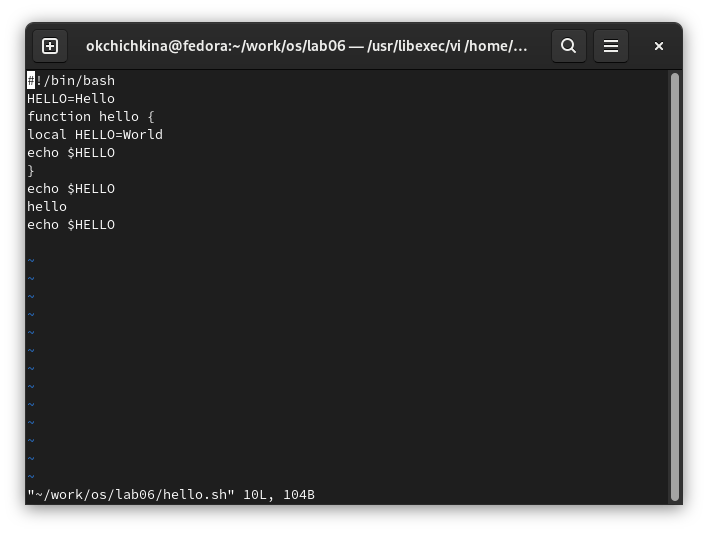 okchichkina@fedora:~/work/os/lab06 — /usr/libexec/vi /home/…
#!/bin/bash
HELLO=Hello
function hello {
local HELLO=World
echo $HELLO
}
echo $HELLO
hello
echo $HELLO
~
~
~
~
~
~
~
~
~
~
~
~
~
"~/work/os/lab06/hello.sh" 10L, 104B